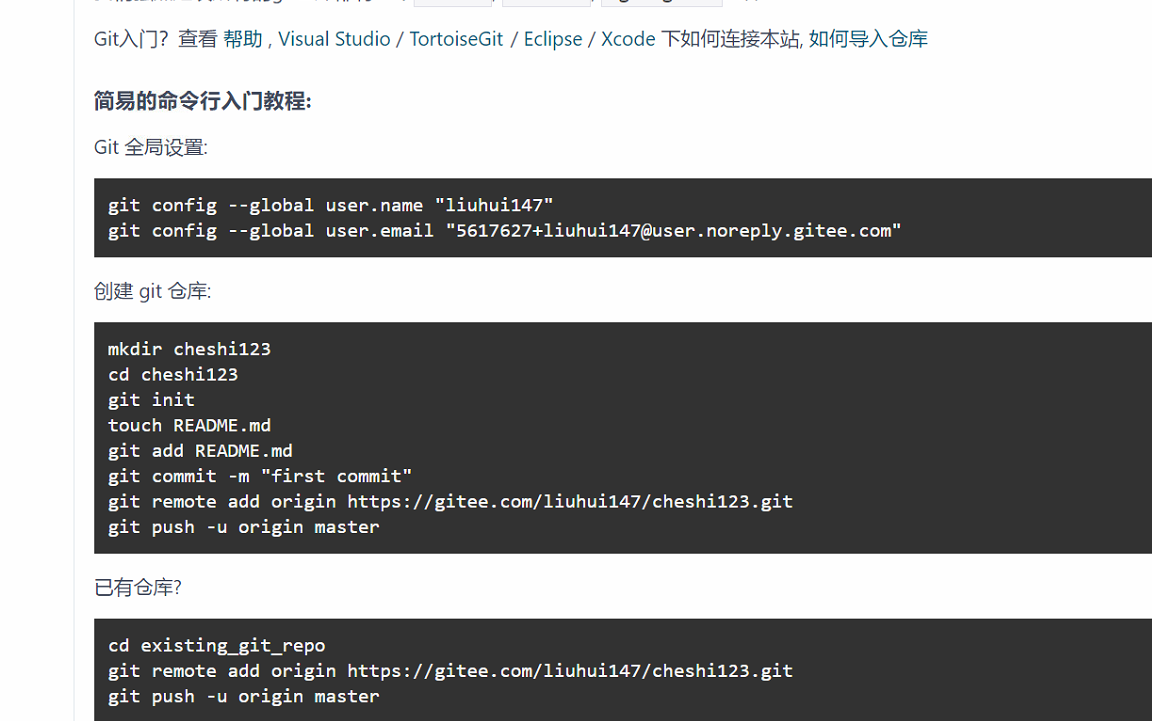 Git入门？查看 帮助 , Visual Studio / TortoiseGit / Eclipse / Xcode 下如何连接本站, 如何导入仓库
简易的命令行入门教程:
Git 全局设置:
git config --global user.name "liuhui147"
git config --global user.email "5617627+liuhui147@user.noreply.gitee.com"
创建 git 仓库:
mkdir cheshi123
cd cheshi123
git init
touch README.md
git add README.md
git commit -m "first commit"
git remote add origin https://gitee.com/liuhui147/cheshi123.git
git push -u origin master
已有仓库?
cd existing_git_repo
git remote add origin https://gitee.com/liuhui147/cheshi123.git
git push -u origin master